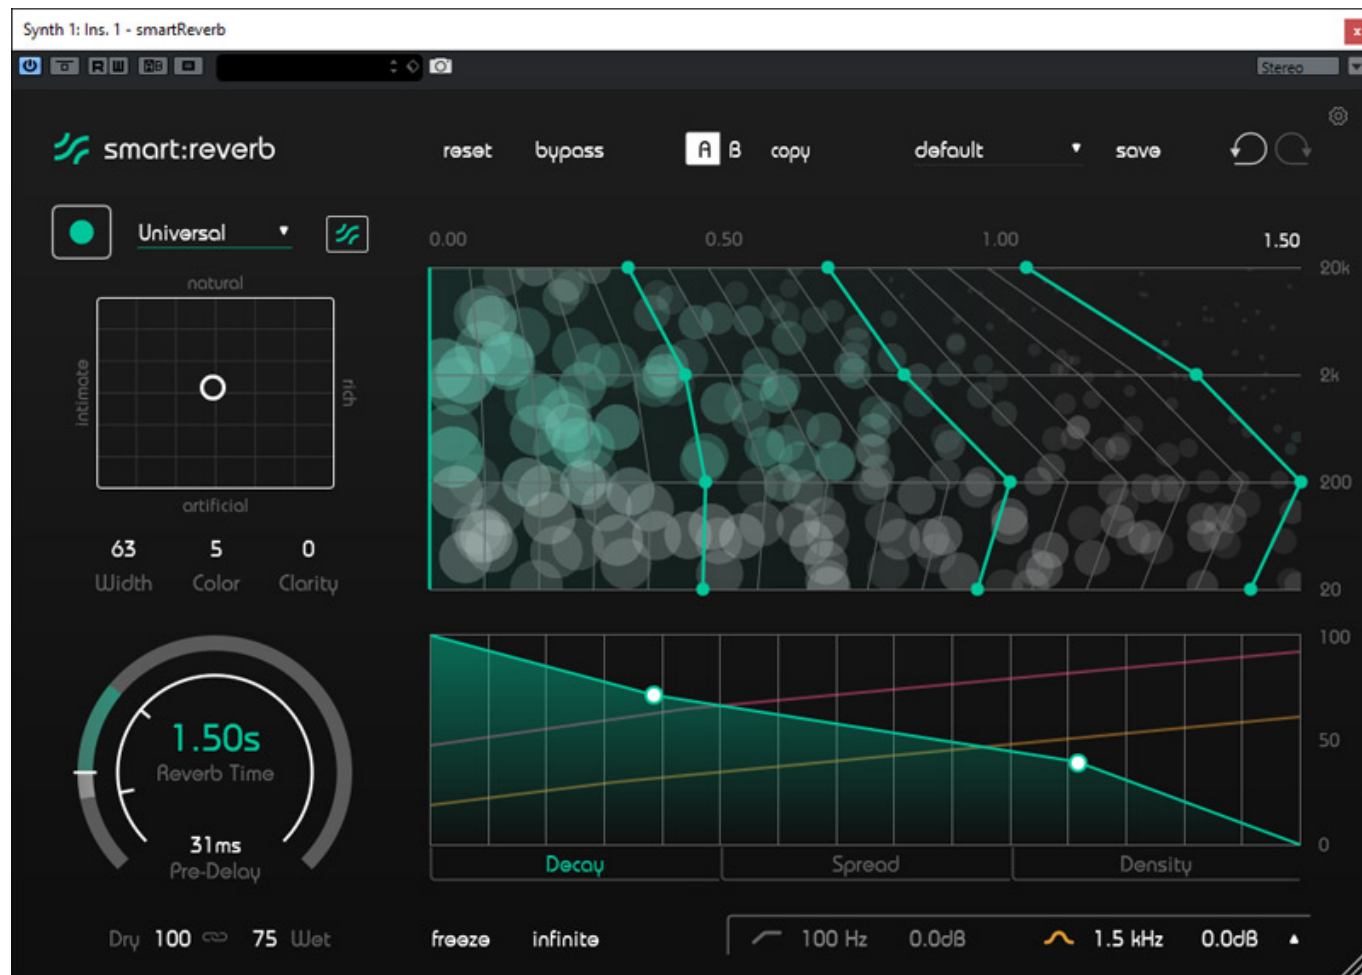 Synth 1: Ins. 1 - smartReverb
x
R W AB Stereo
smart:reverb reset bypass A B copy default save
Universal
0.00 0.50 1.00 1.50
20k
natural
intimate
rich
2k
200
artificial
63 5 0
Width Color Clarity
20
100
1.50s
Reverb Time
50
31ms
Pre-Delay
0
Decay Spread Density
Dry 100 75 Wet freeze infinite 100 Hz 0.0dB 1.5 kHz 0.0dB